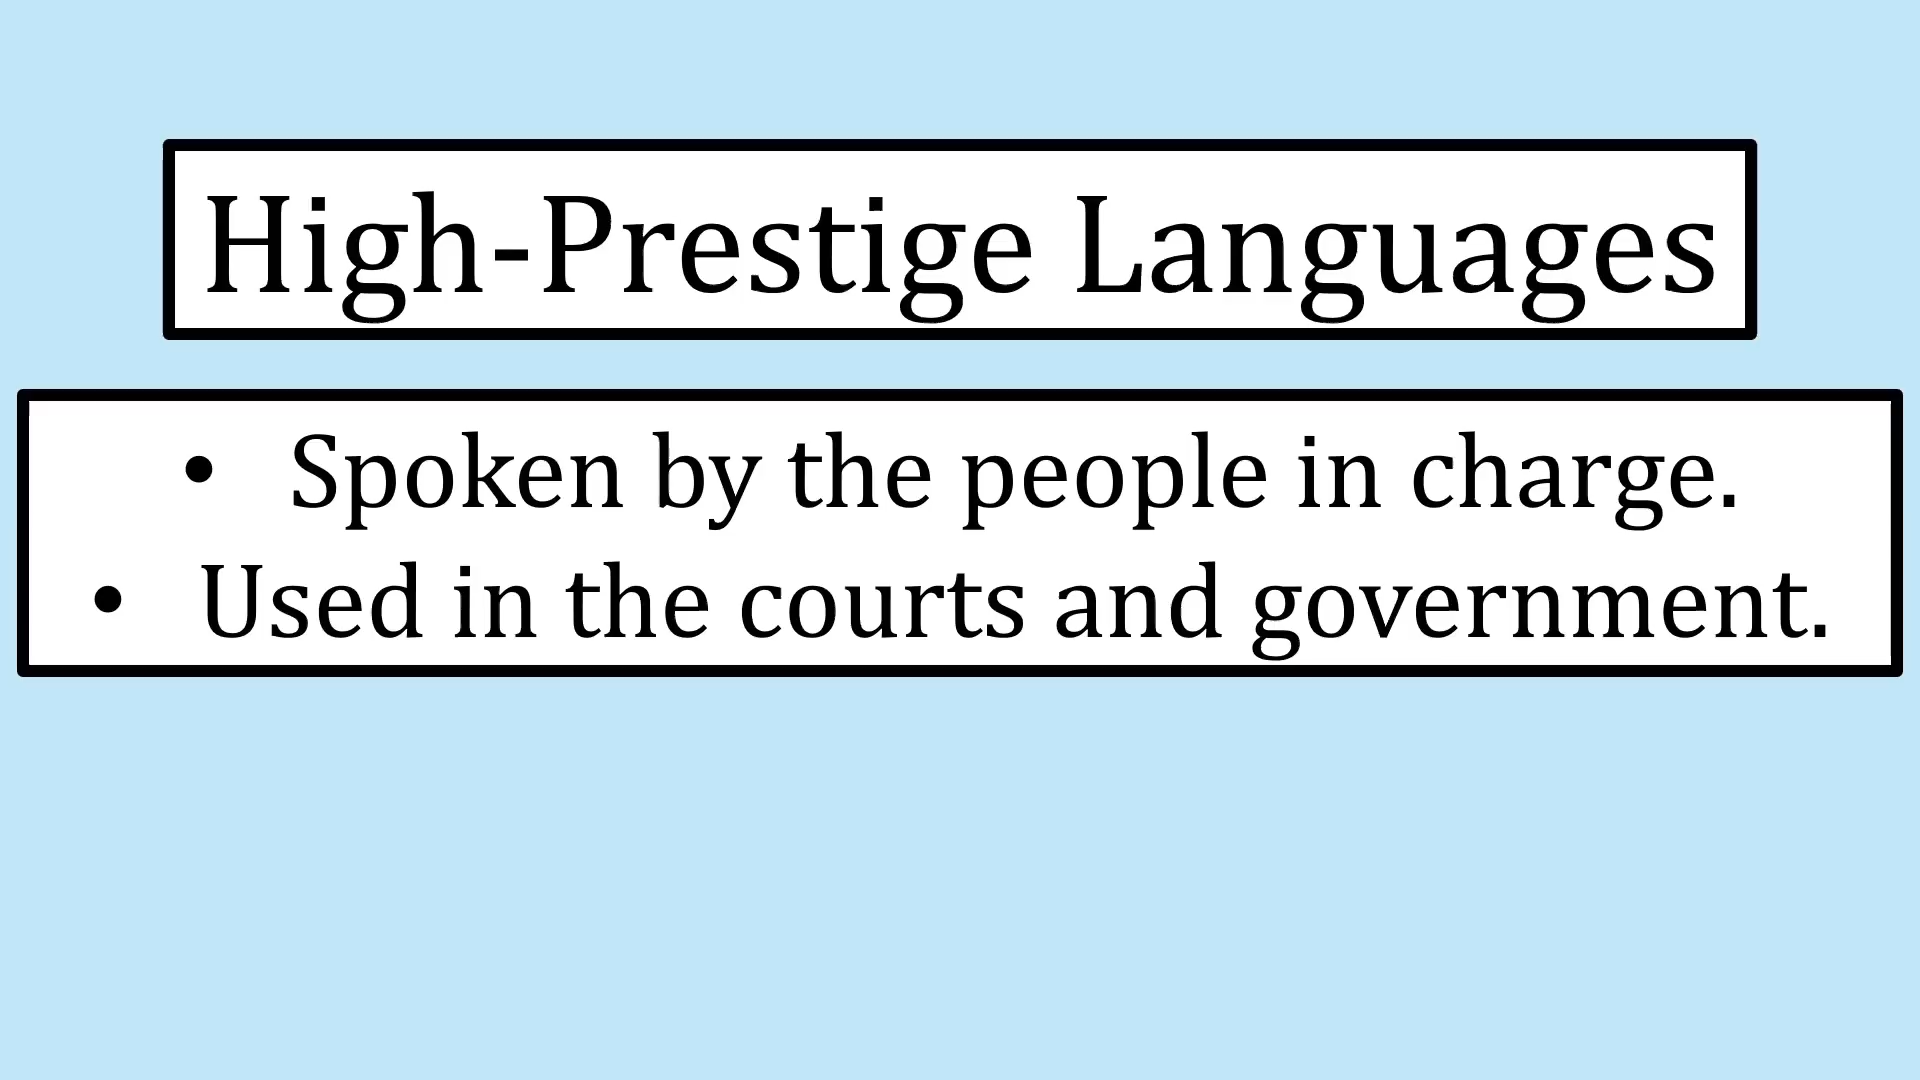 High-Prestige Languages
• Spoken by the people in charge.
• Used in the courts and government.